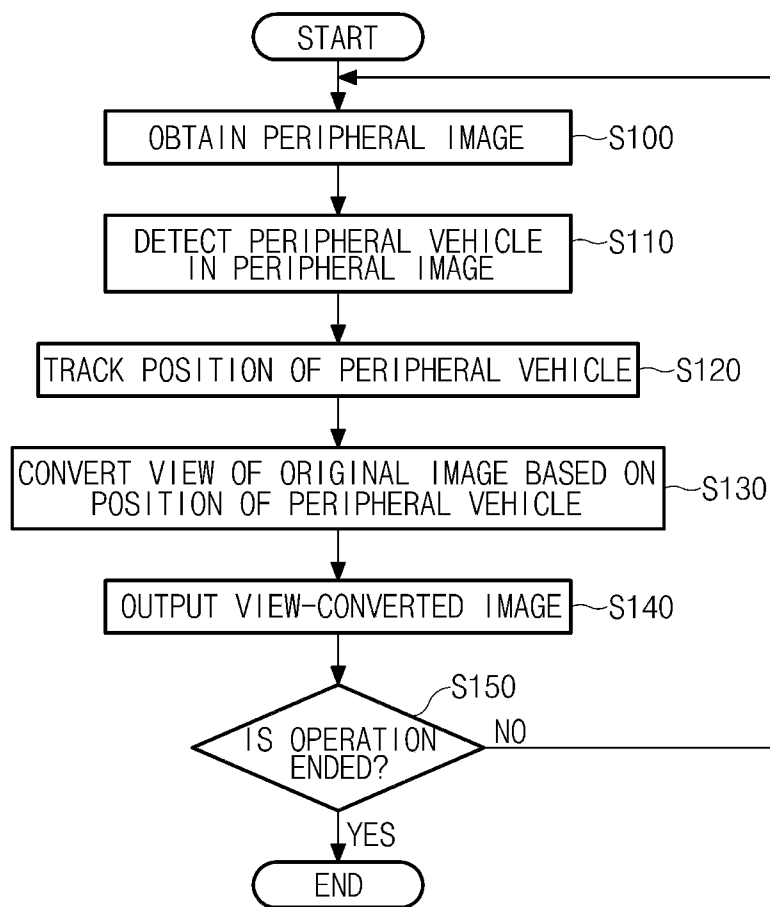 START
OBTAIN PERIPHERAL IMAGE
S100
DETECT PERIPHERAL VEHICLE
IN PERIPHERAL IMAGE
S110
TRACK POSITION OF PERIPHERAL VEHICLE
S120
CONVERT VIEW OF ORIGINAL IMAGE BASED ON
POSITION OF PERIPHERAL VEHICLE
S130
OUTPUT VIEW-CONVERTED IMAGE
S140
S150
IS OPERATION
ENDED?
NO
YES
END